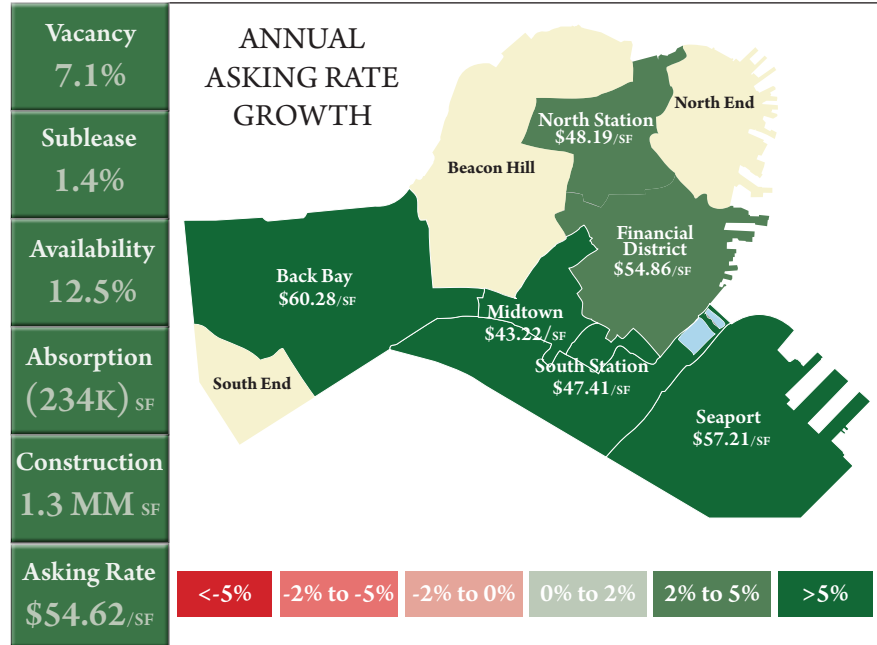 Vacancy
7.1%
Sublease
1.4%
Availability
12.5%
Absorption
(234K) SF
Construction
1.3 MM SF
Asking Rate
$54.62/SF
ANNUAL
ASKING RATE
GROWTH
North End
North Station
$48.19/SF
Beacon Hill
Financial
District
$54.86/SF
Back Bay
$60.28/SF
Midtown
$43.22/SF
South Station
$47.41/SF
South End
Seaport
$57.21/SF
<-5%
-2% to -5%
-2% to 0%
0% to 2%
2% to 5%
>5%